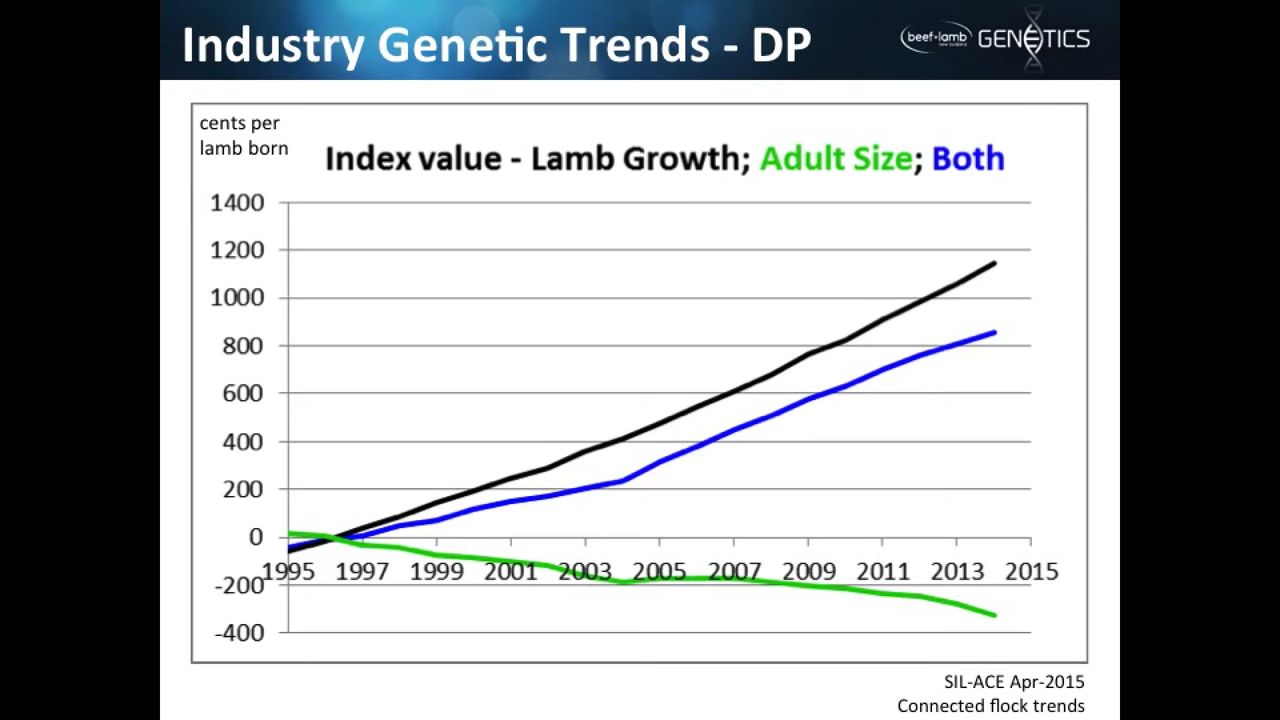 Industry Genetic Trends - DP
beef+lamb
new zealand
GENETICS
cents per
lamb born
Index value - Lamb Growth; Adult Size; Both
1400
1200
1000
800
600
400
200
0
1995 1997 1999 2001 2003 2005 2007 2009 2011 2013 2015
-200
-400
SIL-ACE Apr-2015
Connected flock trends